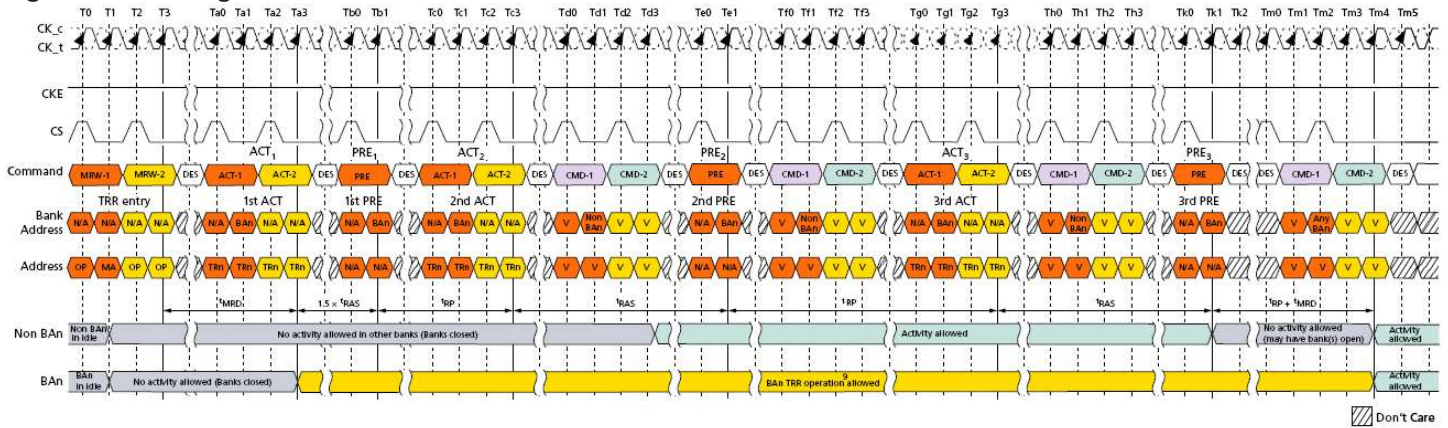 T0 T1 T2 T3 Ta0 Ta1 Ta2 Ta3 Tb0 Tb1 Tc0 Tc1 Tc2 Tc3 Td0 Td1 Td2 Td3 Te0 Te1 Tf0 Tf1 Tf2 Tf3 Tg0 Tg1 Tg2 Tg3 Th0 Th1 Th2 Th3 Tk0 Tk1 Tk2 Tm0 Tm1 Tm2 Tm3 Tm4 Tm5
CK_c
CK_t
CKE
CS
ACT1 PRE1 ACT2 PRE2 ACT3 PRE3
Command MRW-1 MRW-2 DES ACT-1 ACT-2 DES PRE DES ACT-1 ACT-2 DES CMD-1 CMD-2 DES PRE DES CMD-1 CMD-2 DES ACT-1 ACT-2 DES CMD-1 CMD-2 DES PRE DES DES CMD-1 CMD-2 DES
TRR entry 1st ACT 1st PRE 2nd ACT 2nd PRE 3rd ACT 3rd PRE
Bank Address N/A N/A N/A N/A N/A BAn N/A N/A N/A BAn N/A BAn N/A N/A V Non BAn V V N/A BAn V Non BAn V V N/A BAn N/A N/A V Non BAn V V N/A BAn V Any BAn V V
Address OP MA OP OP TRn TRn TRn TRn N/A N/A TRn TRn TRn TRn V V V V N/A N/A V V V V TRn TRn TRn TRn V V V V N/A N/A V V V V
tMRD 1.5 × tRAS tRP tRAS tRP tRAS tRP + tMRD
Non BAn Non BAn in idle No activity allowed in other banks (Banks closed) Activity allowed No activity allowed (may have bank(s) open) Activity allowed
BAn BAn in idle No activity allowed (Banks closed) BAn TRR operation allowed 9 Activity allowed
Don't Care